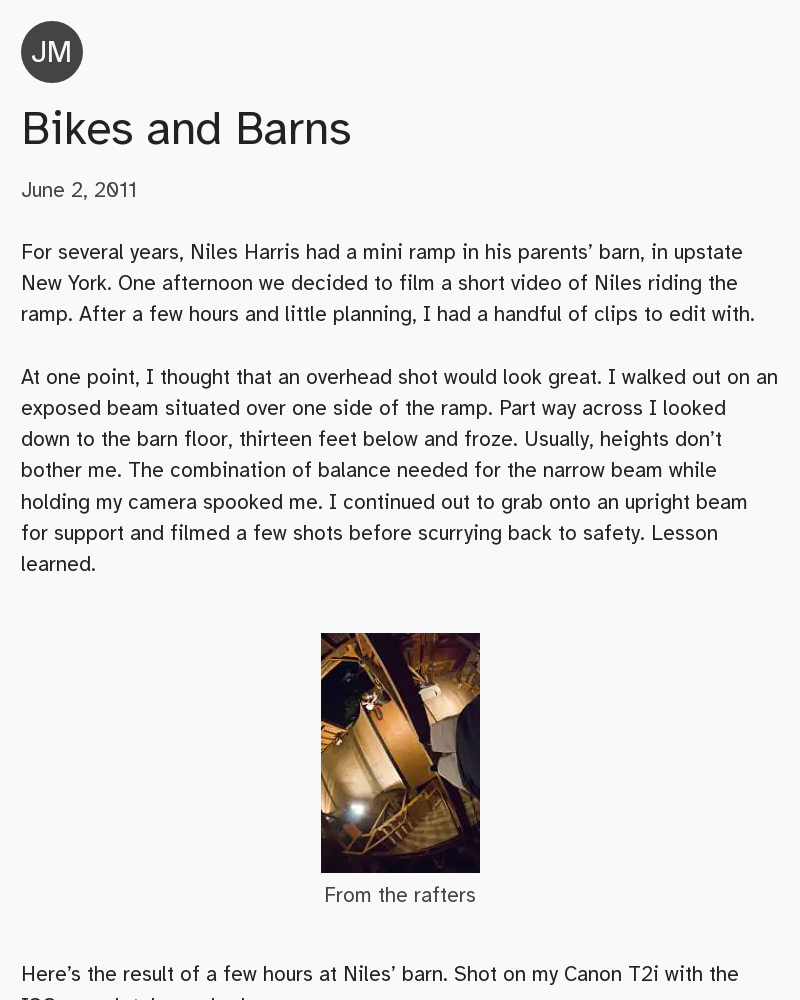 JM
Bikes and Barns
June 2, 2011
For several years, Niles Harris had a mini ramp in his parents’ barn, in upstate
New York. One afternoon we decided to film a short video of Niles riding the
ramp. After a few hours and little planning, I had a handful of clips to edit with.
At one point, I thought that an overhead shot would look great. I walked out on an
exposed beam situated over one side of the ramp. Part way across I looked
down to the barn floor, thirteen feet below and froze. Usually, heights don’t
bother me. The combination of balance needed for the narrow beam while
holding my camera spooked me. I continued out to grab onto an upright beam
for support and filmed a few shots before scurrying back to safety. Lesson
learned.
From the rafters
Here’s the result of a few hours at Niles’ barn. Shot on my Canon T2i with the